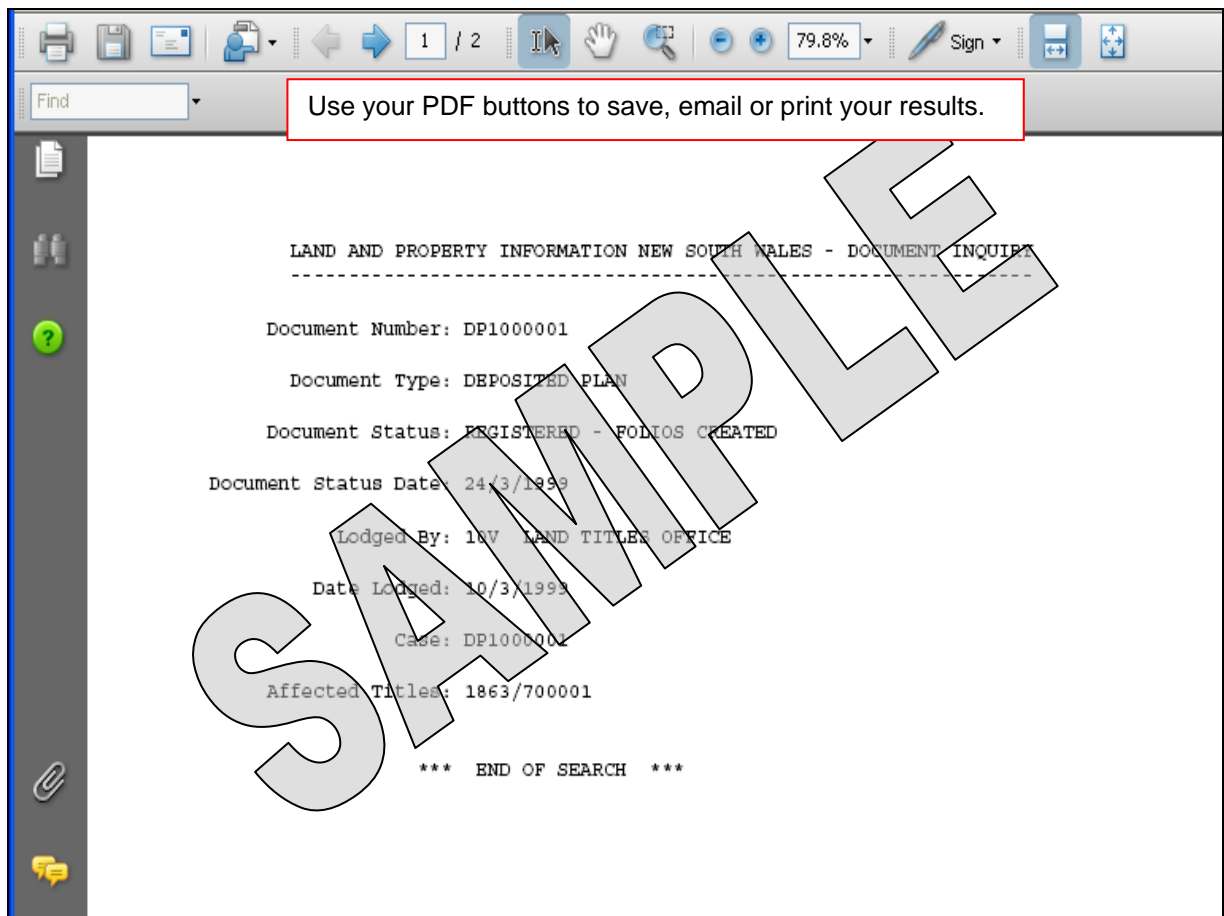 1 / 2 79.8% Sign
Find
Use your PDF buttons to save, email or print your results.
LAND AND PROPERTY INFORMATION NEW SOUTH WALES - DOCUMENT INQUIRY
----------------------------------------------------------------
Document Number: DP1000001
Document Type: DEPOSITED PLAN
Document Status: REGISTERED - FOLIOS CREATED
Document Status Date: 24/3/1999
Lodged By: 10V LAND TITLES OFFICE
Date Lodged: 10/3/1999
Case: DP1000001
Affected Titles: 1863/700001
*** END OF SEARCH ***
SAMPLE